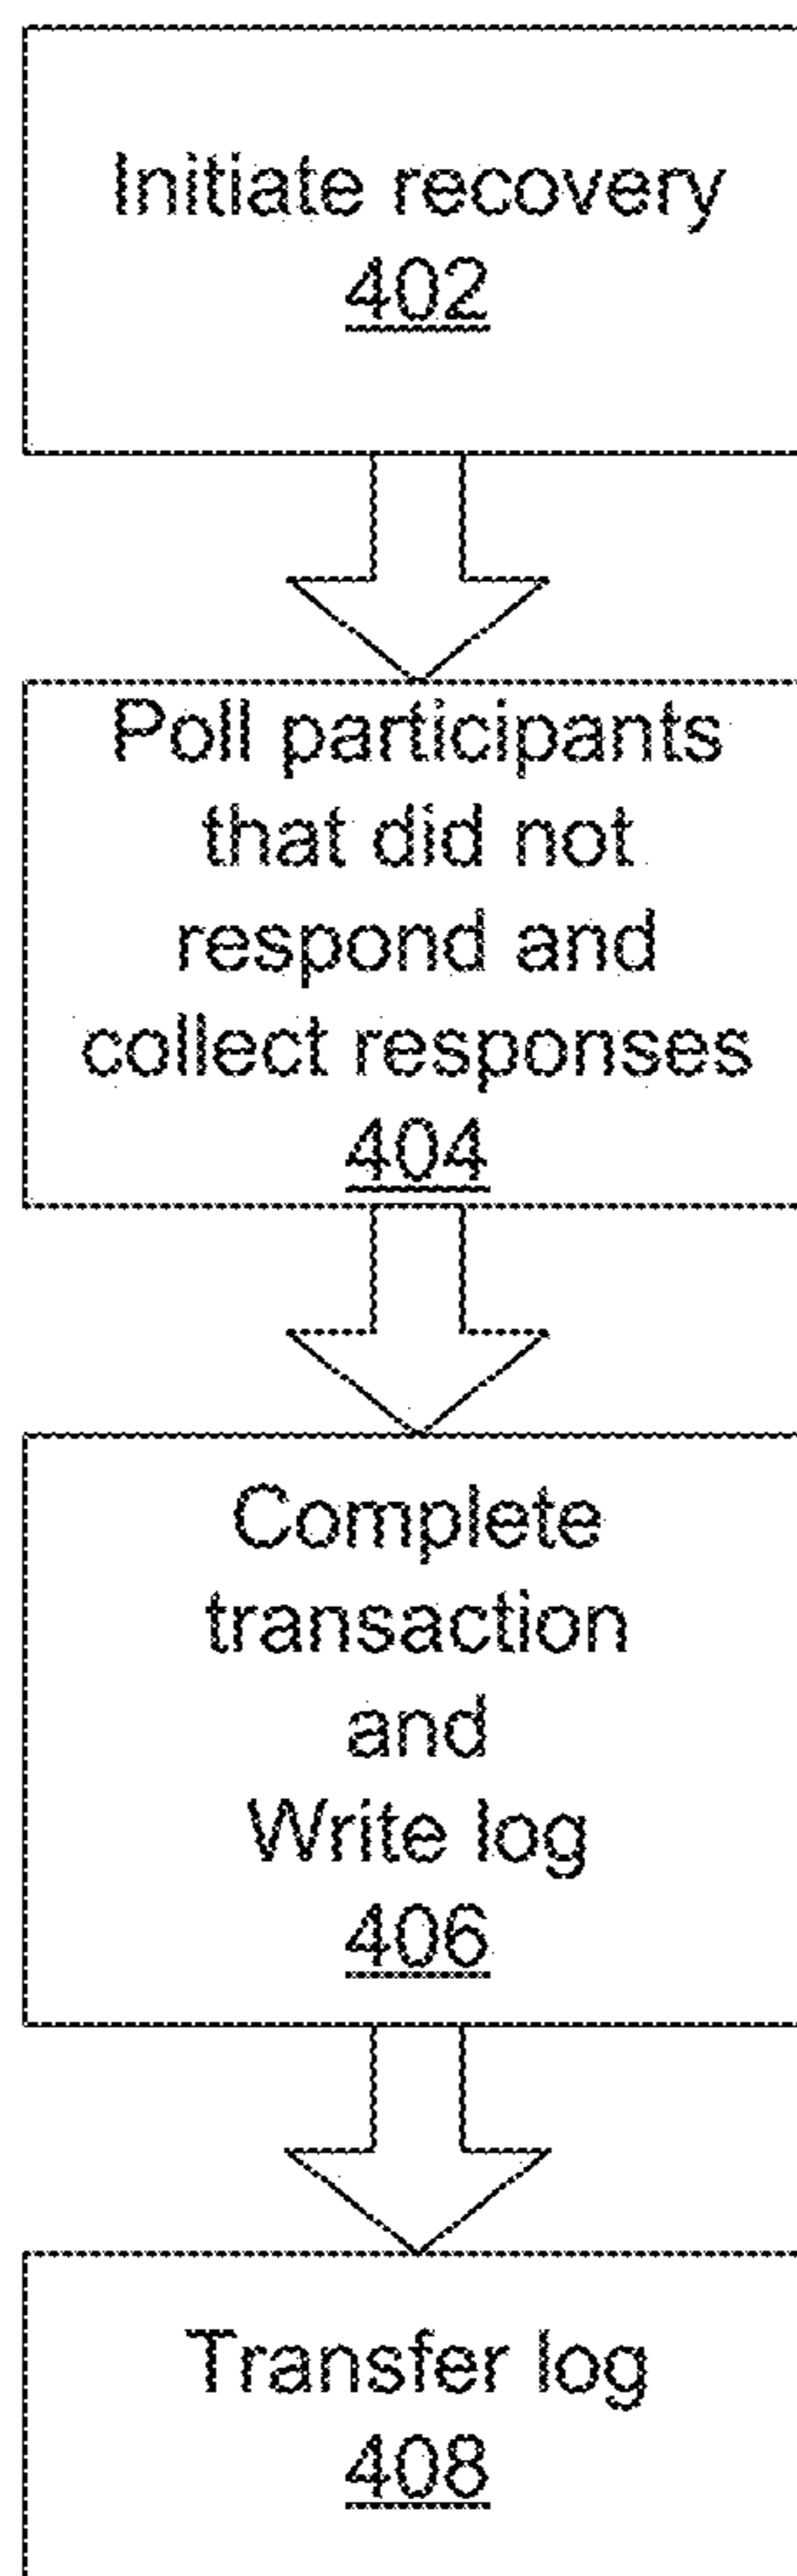 Initiate recovery
402
Poll participants
that did not
respond and
collect responses
404
Complete
transaction
and
Write log
406
Transfer log
408